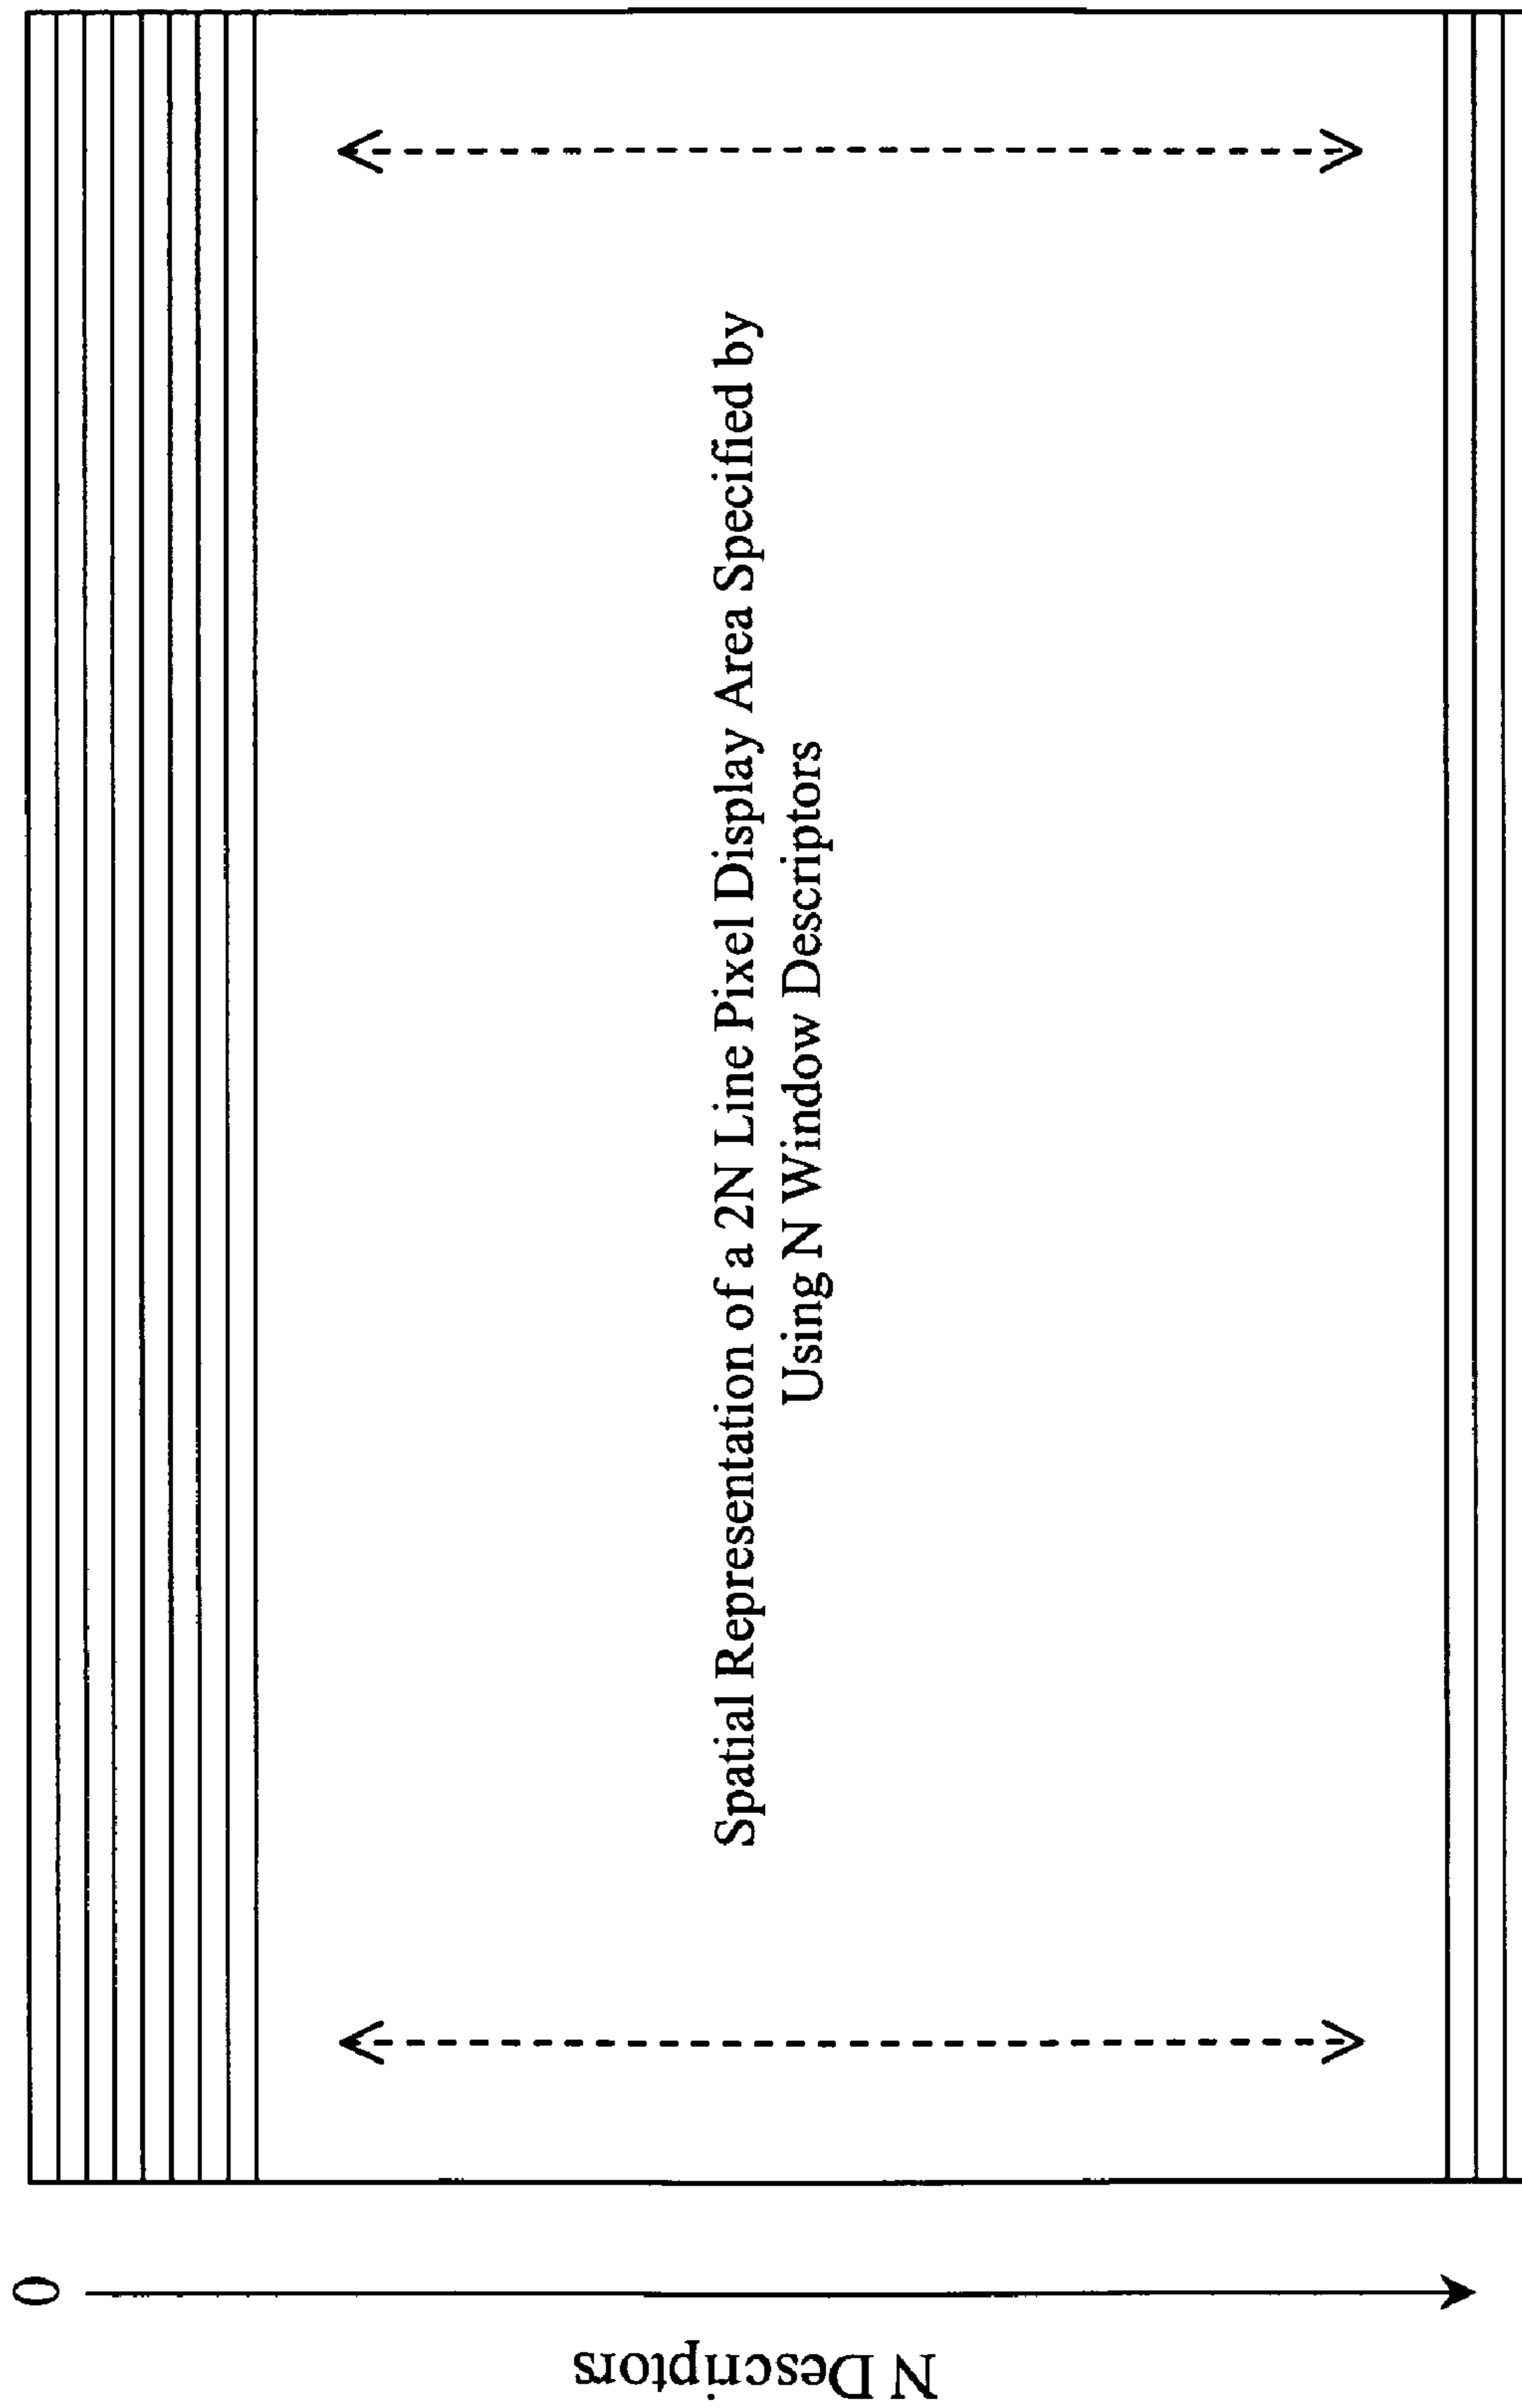 Spatial Representation of a 2N Line Pixel Display Area Specified by
Using N Window Descriptors
0
N Descriptors